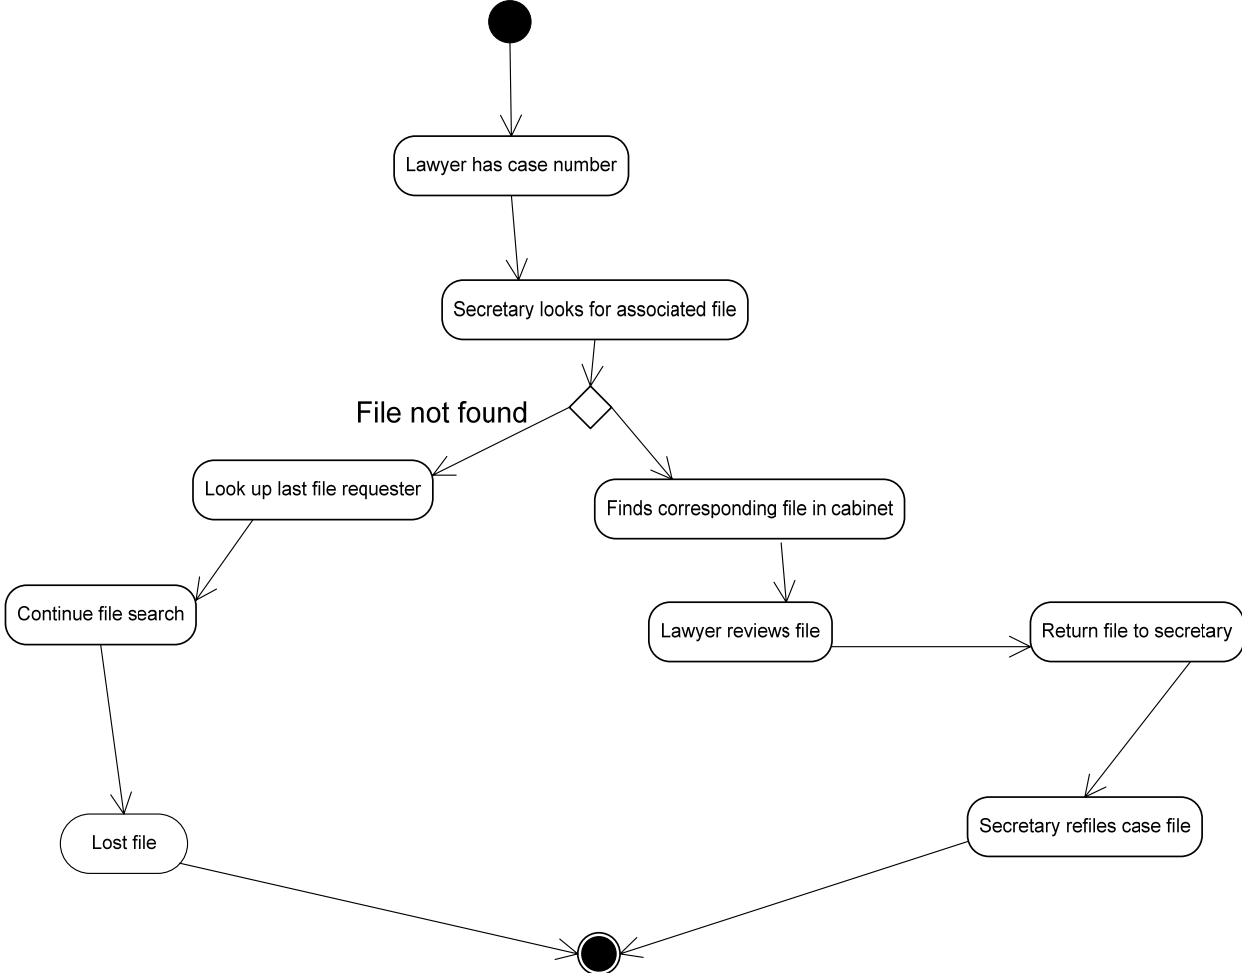 Lawyer has case number
Secretary looks for associated file
File not found
Look up last file requester
Finds corresponding file in cabinet
Continue file search
Lawyer reviews file
Return file to secretary
Lost file
Secretary refiles case file